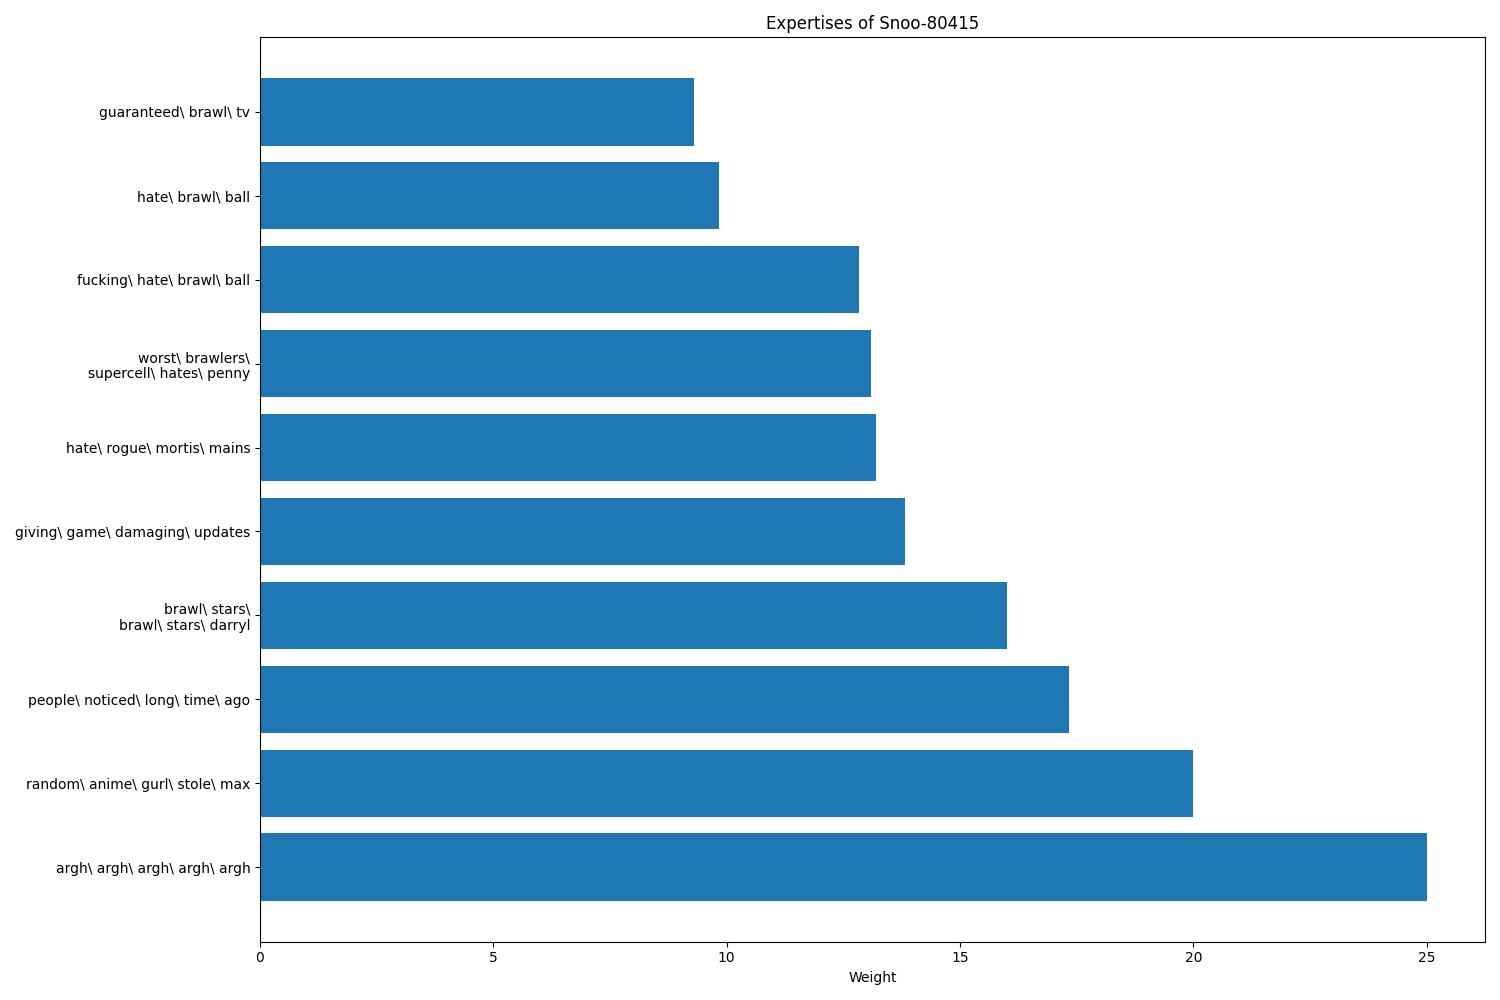 Expertises of Snoo-80415
guaranteed\ brawl\ tv
hate\ brawl\ ball
fucking\ hate\ brawl\ ball
worst\ brawlers\
supercell\ hates\ penny
hate\ rogue\ mortis\ mains
giving\ game\ damaging\ updates
brawl\ stars\
brawl\ stars\ darryl
people\ noticed\ long\ time\ ago
random\ anime\ gurl\ stole\ max
argh\ argh\ argh\ argh\ argh
0 5 10 15 20 25
Weight